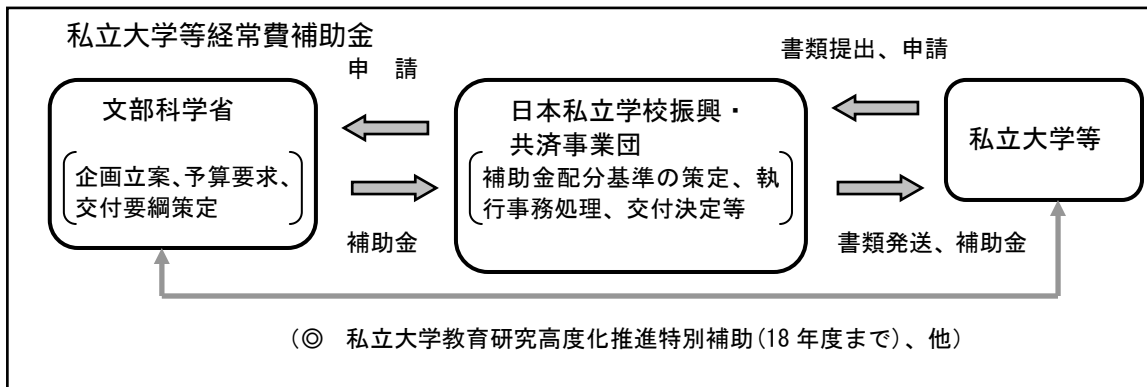 私立大学等経常費補助金
申　請
書類提出、申請
文部科学省
企画立案、予算要求、
交付要綱策定
日本私立学校振興・
共済事業団
補助金配分基準の策定、執
行事務処理、交付決定等
私立大学等
補助金
書類発送、補助金
（◎　私立大学教育研究高度化推進特別補助(18 年度まで)、他）